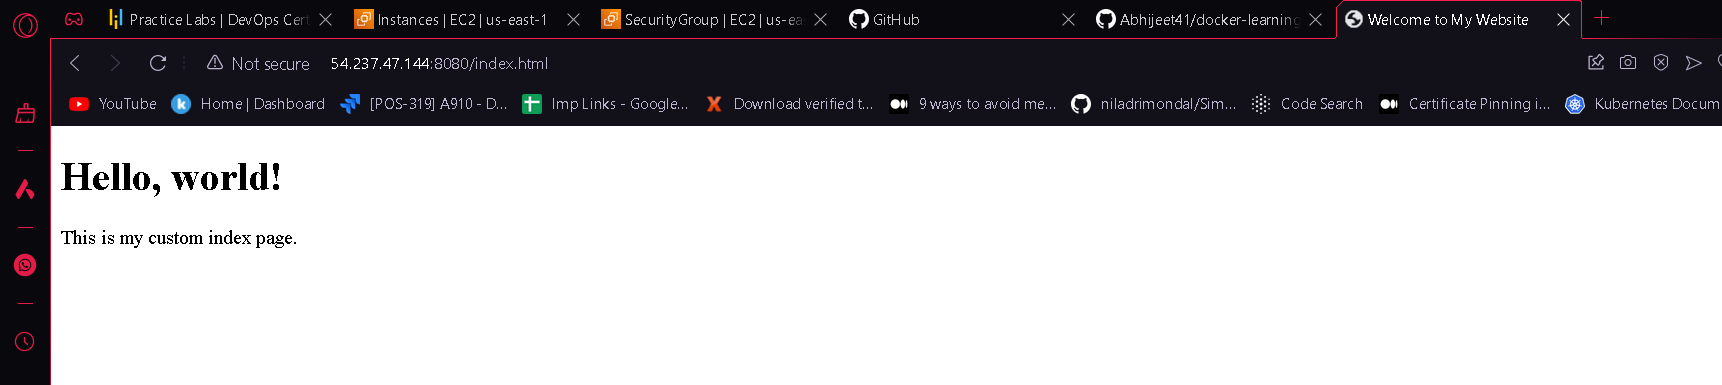 Practice Labs | DevOps Cert
Instances | EC2 | us-east-1
SecurityGroup | EC2 | us-eas
GitHub
Abhijeet41/docker-learning
Welcome to My Website
Not secure
54.237.47.144:8080/index.html
YouTube
Home | Dashboard
[POS-319] A910 - D...
Imp Links - Google...
Download verified t...
9 ways to avoid me...
niladrimondal/Sim...
Code Search
Certificate Pinning i...
Kubernetes Docum
Hello, world!
This is my custom index page.